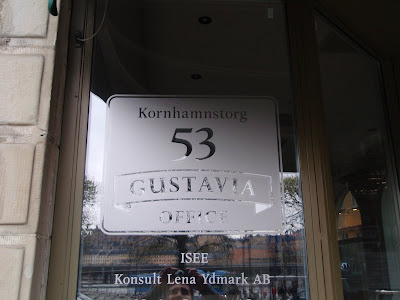 Kornhamnstorg
53
GUSTAVIA
OFFICE
ISEE
Konsult Lena Ydmark AB